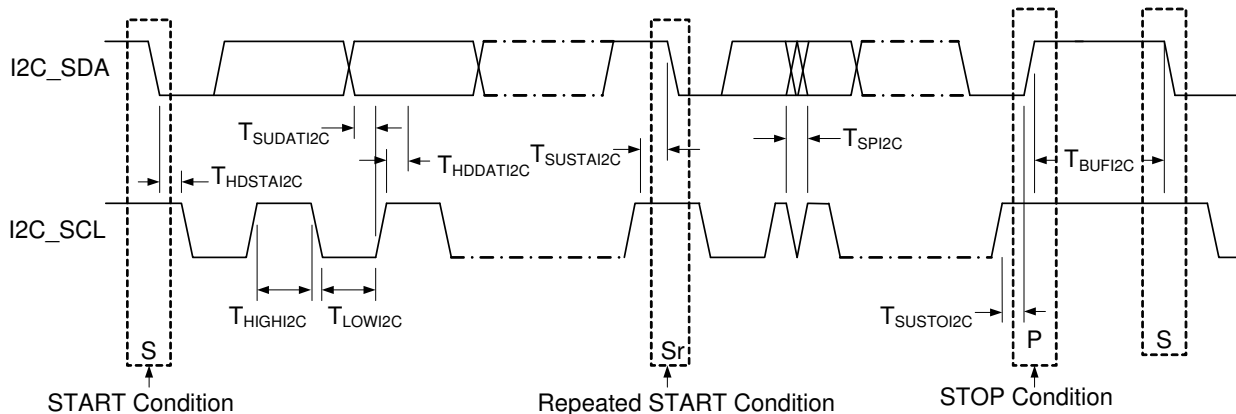 I2C_SDA
T_SUDATI2C
T_HDSTAI2C
T_HDDATI2C
T_SUSTAI2C
T_SPI2C
T_BUFI2C
I2C_SCL
T_HIGHI2C
T_LOWI2C
T_SUSTOI2C
S
Sr
P
S
START Condition
Repeated START Condition
STOP Condition